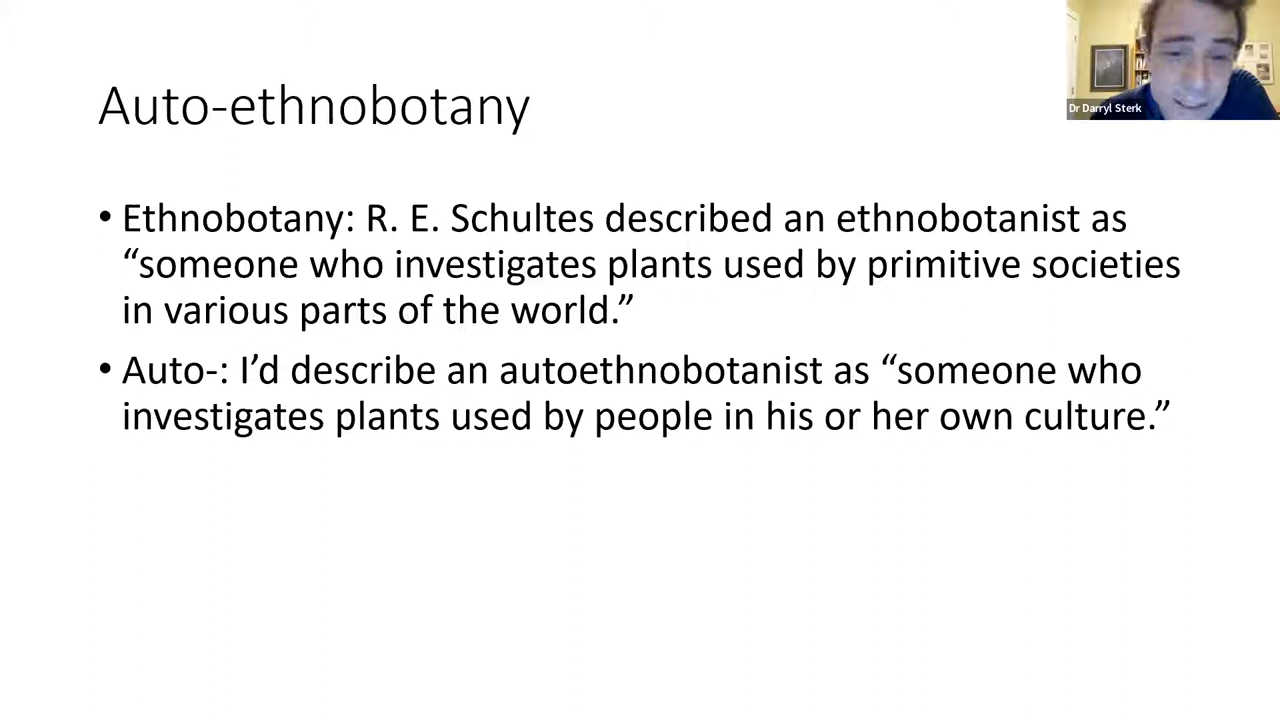 Dr Darryl Sterk
Auto-ethnobotany
• Ethnobotany: R. E. Schultes described an ethnobotanist as
“someone who investigates plants used by primitive societies
in various parts of the world.”
• Auto-: I’d describe an autoethnobotanist as “someone who
investigates plants used by people in his or her own culture.”